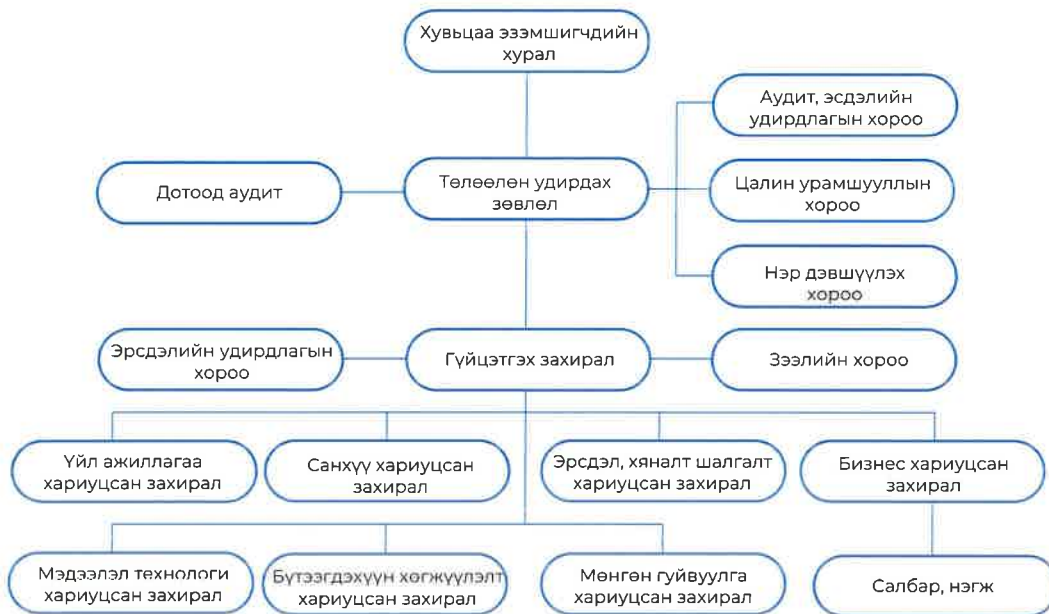 Хувьцаа эзэмшигчдийн
хурал
Аудит, эсдэлийн
удирдлагын хороо
Дотоод аудит
Төлөөлөн удирдах
зөвлөл
Цалин урамшууллын
хороо
Нэр дэвшүүлэх
хороо
Эрсдэлийн удирдлагын
хороо
Гүйцэтгэх захирал
Зээлийн хороо
Үйл ажиллагаа
хариуцсан захирал
Санхүү хариуцсан
захирал
Эрсдэл, хяналт шалгалт
хариуцсан захирал
Бизнес хариуцсан
захирал
Мэдээлэл технологи
хариуцсан захирал
Бүтээгдэхүүн хөгжүүлэлт
хариуцсан захирал
Мөнгөн гуйвуулга
хариуцсан захирал
Салбар, нэгж